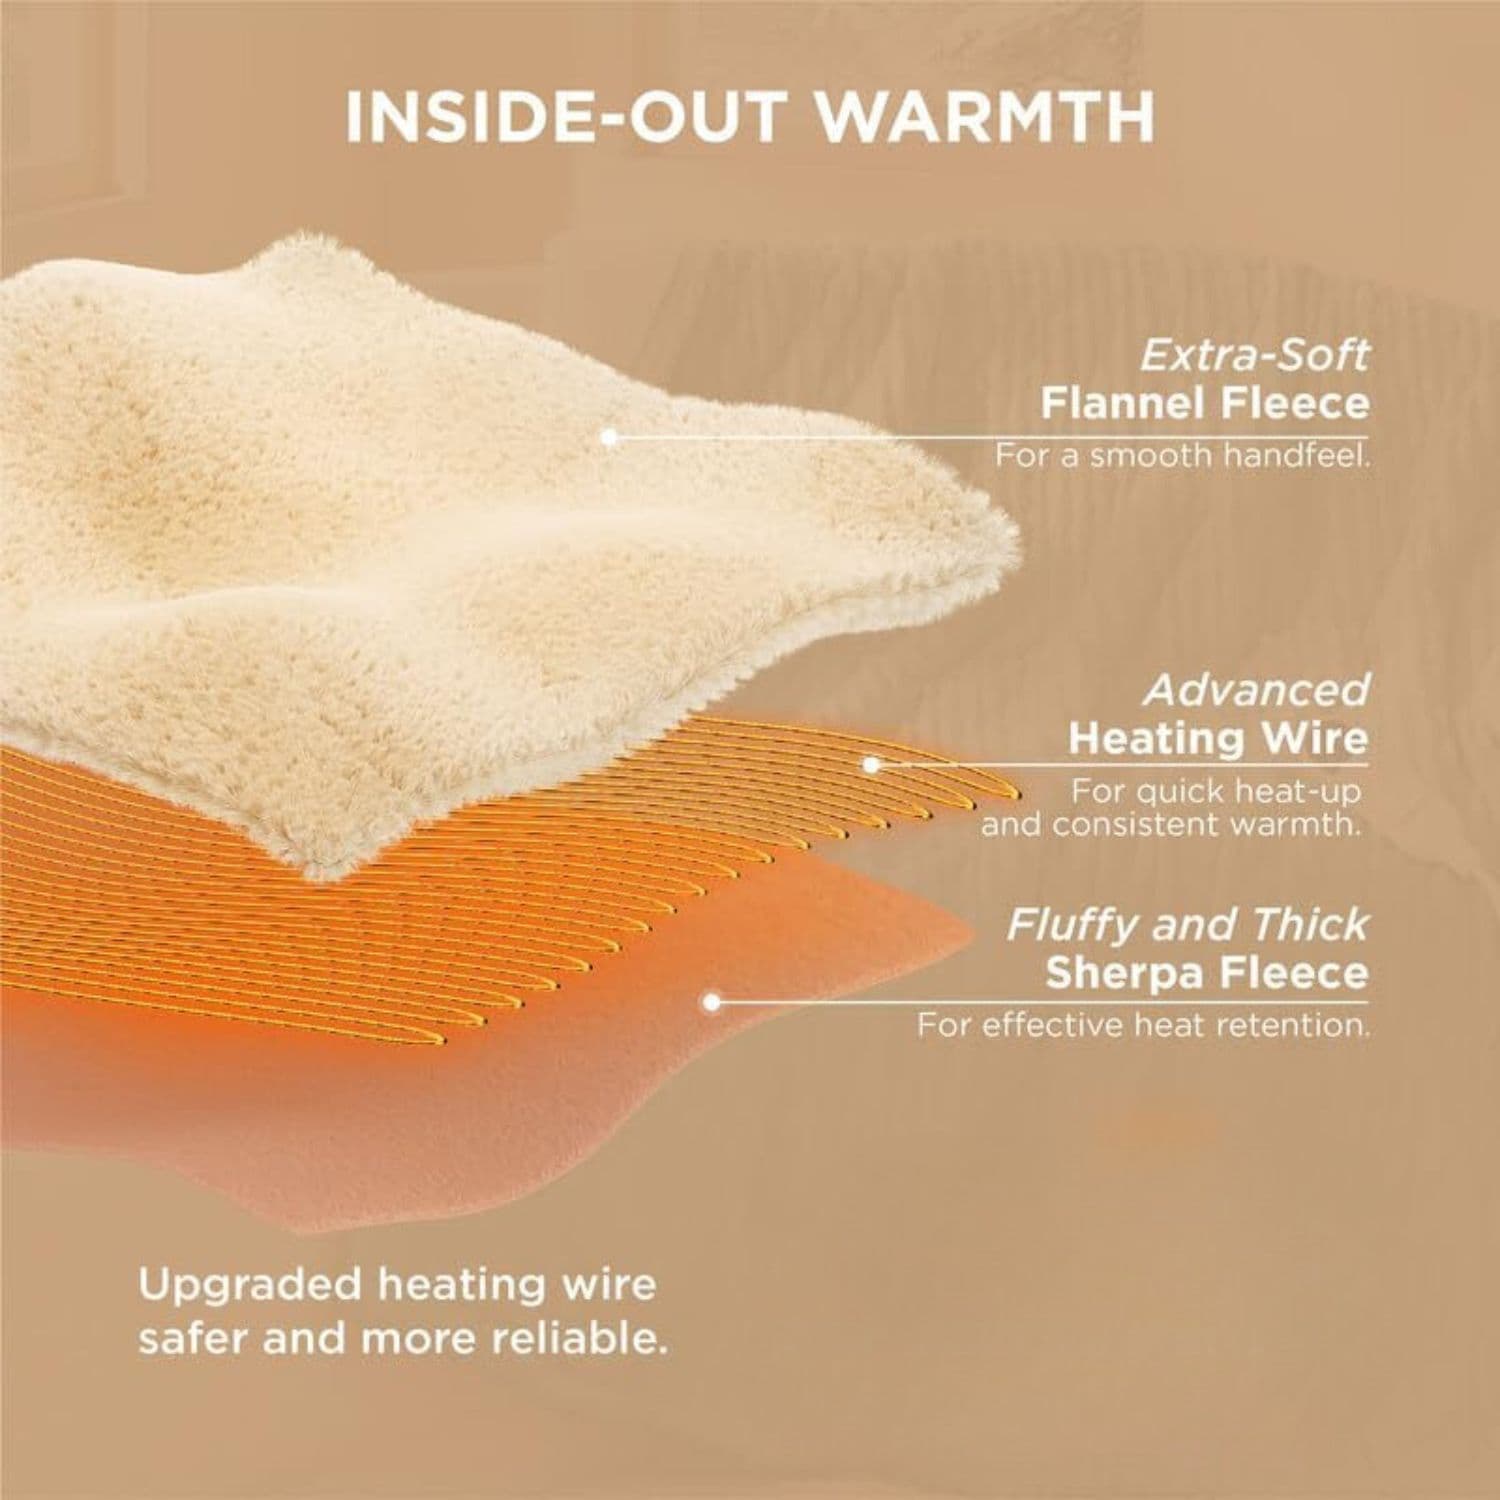 INSIDE-OUT WARMTH
Extra-Soft
Flannel Fleece
For a smooth handfeel.
Advanced
Heating Wire
For quick heat-up
and consistent warmth.
Fluffy and Thick
Sherpa Fleece
For effective heat retention.
Upgraded heating wire
safer and more reliable.